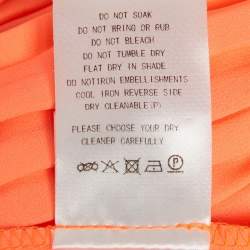 DO NOT SOAK
DO NOT WRING OR RUB
DO NOT BLEACH
DO NOT TUMBLE DRY
FLAT DRY IN SHADE
DO NOT IRON EMBELLISHMENTS
COOL IRON REVERSE SIDE
DRY CLEANABLE(P)
PLEASE CHOOSE YOUR DRY
CLEANER CAREFULLY
P